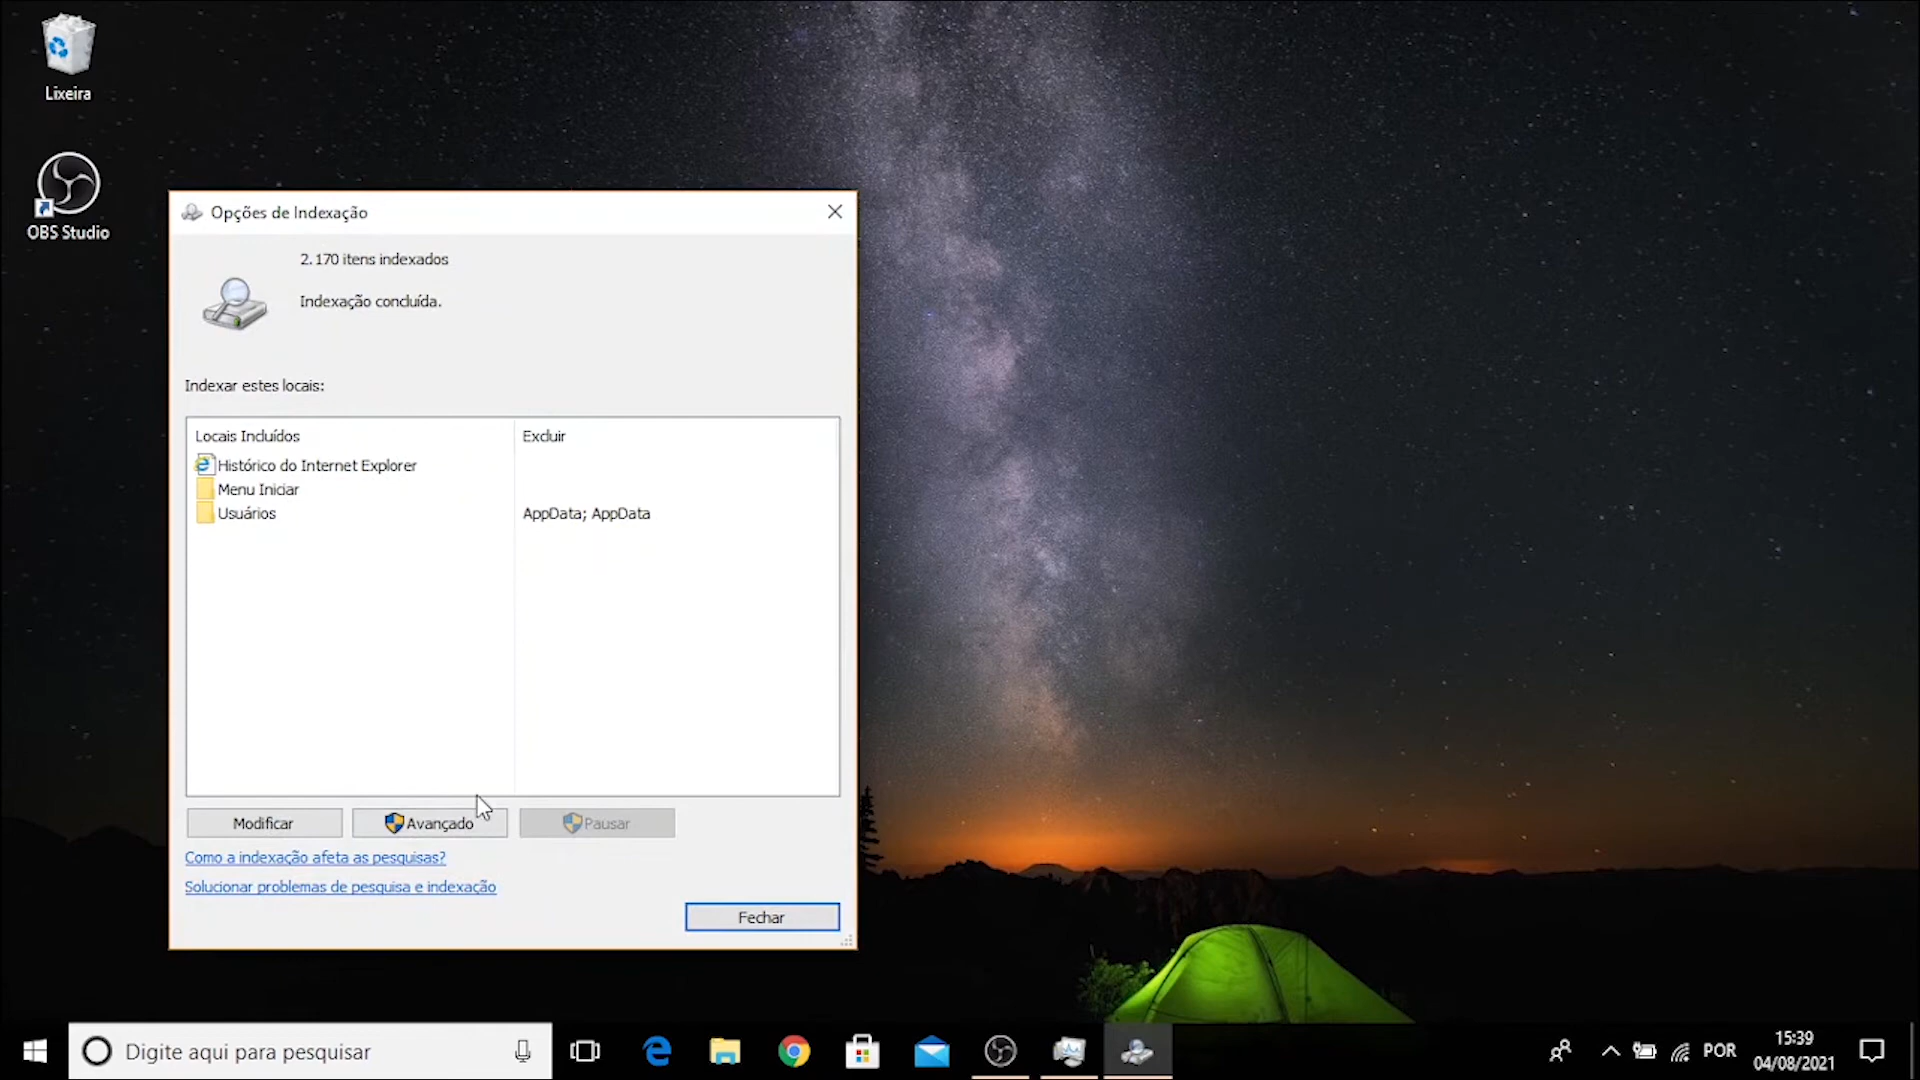 Lixeira
OBS Studio
Opções de Indexação
2.170 itens indexados
Indexação concluída.
Indexar estes locais:
Locais Incluídos
Excluir
Histórico do Internet Explorer
Menu Iniciar
Usuários
AppData; AppData
Modificar
Avançado
Pausar
Como a indexação afeta as pesquisas?
Solucionar problemas de pesquisa e indexação
Fechar
Digite aqui para pesquisar
POR
15:39
04/08/2021